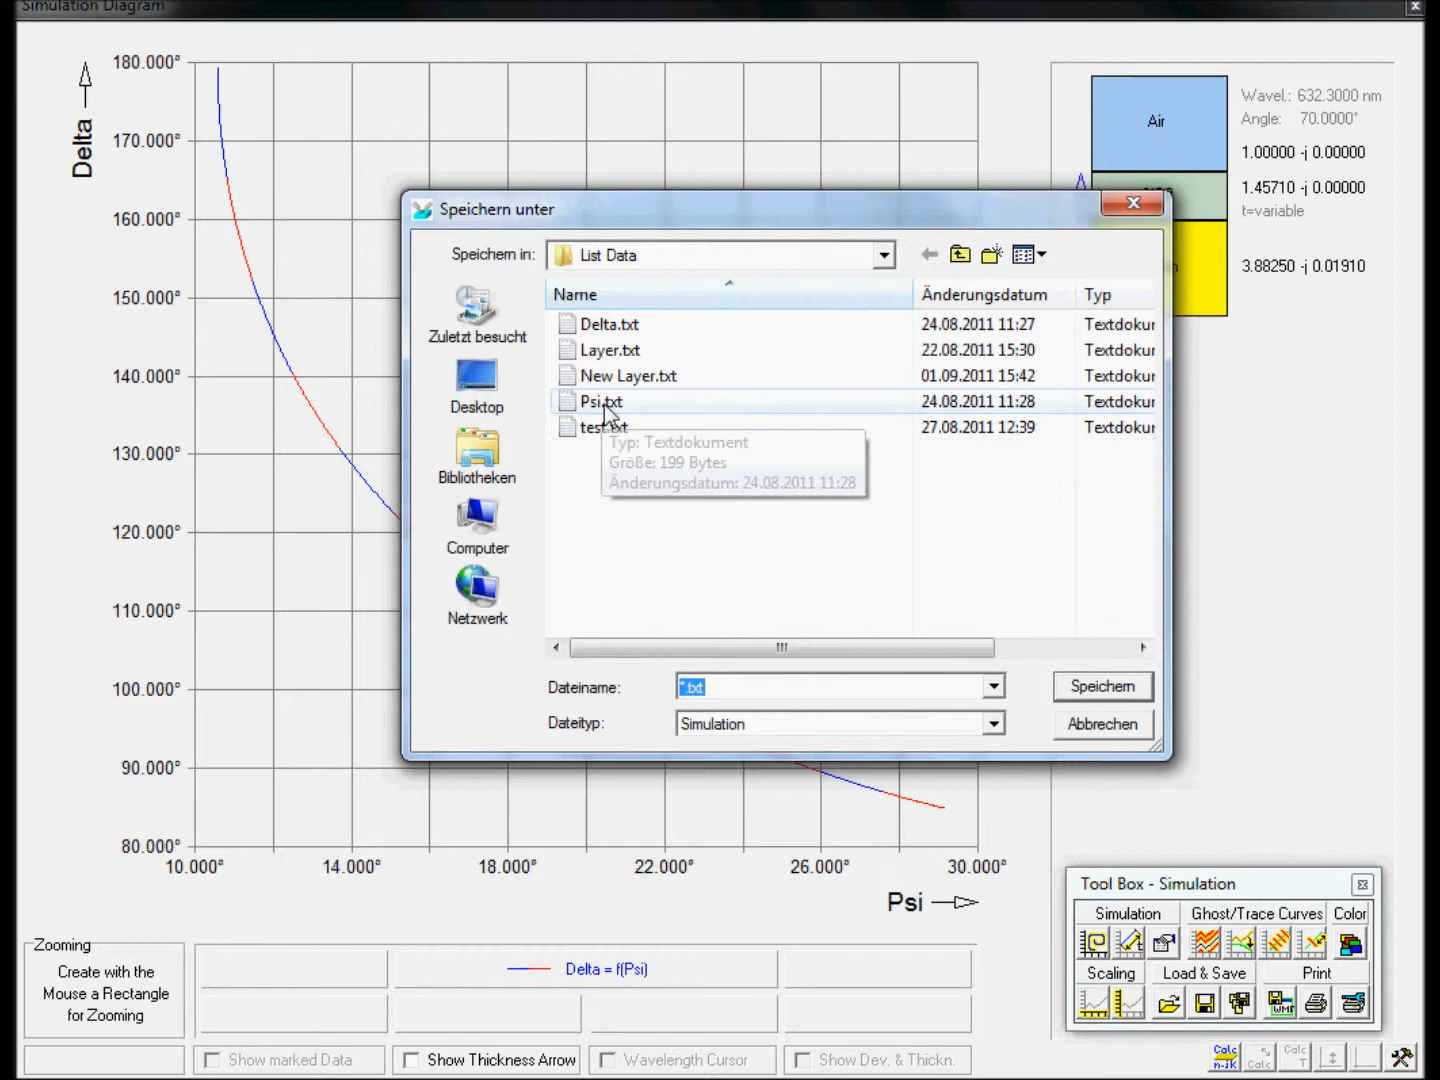 Simulation Diagram
180.000°
170.000°
160.000°
150.000°
140.000°
130.000°
120.000°
110.000°
100.000°
90.000°
80.000°
Delta
10.000°
14.000°
18.000°
22.000°
26.000°
30.000°
Psi
Air
Wavel.: 632.3000 nm
Angle: 70.0000°
1.00000 -j 0.00000
1.45710 -j 0.00000
t=variable
3.88250 -j 0.01910
Speichern unter
Speichern in:
List Data
Name
Änderungsdatum
Typ
Delta.txt
24.08.2011 11:27
Textdokur
Layer.txt
22.08.2011 15:30
Textdokur
New Layer.txt
01.09.2011 15:42
Textdokur
Psi.txt
24.08.2011 11:28
Textdokur
test.txt
27.08.2011 12:39
Textdokur
Typ: Textdokument
Größe: 199 Bytes
Änderungsdatum: 24.08.2011 11:28
Zuletzt besucht
Desktop
Bibliotheken
Computer
Netzwerk
Dateiname:
*.txt
Speichern
Dateityp:
Simulation
Abbrechen
Tool Box - Simulation
Simulation
Ghost/Trace Curves
Color
Scaling
Load & Save
Print
WMF
Zooming
Create with the
Mouse a Rectangle
for Zooming
Delta = f(Psi)
Show marked Data
Show Thickness Arrow
Wavelength Cursor
Show Dev. & Thickn.
Calc
n-jk
Calc
Calc
T